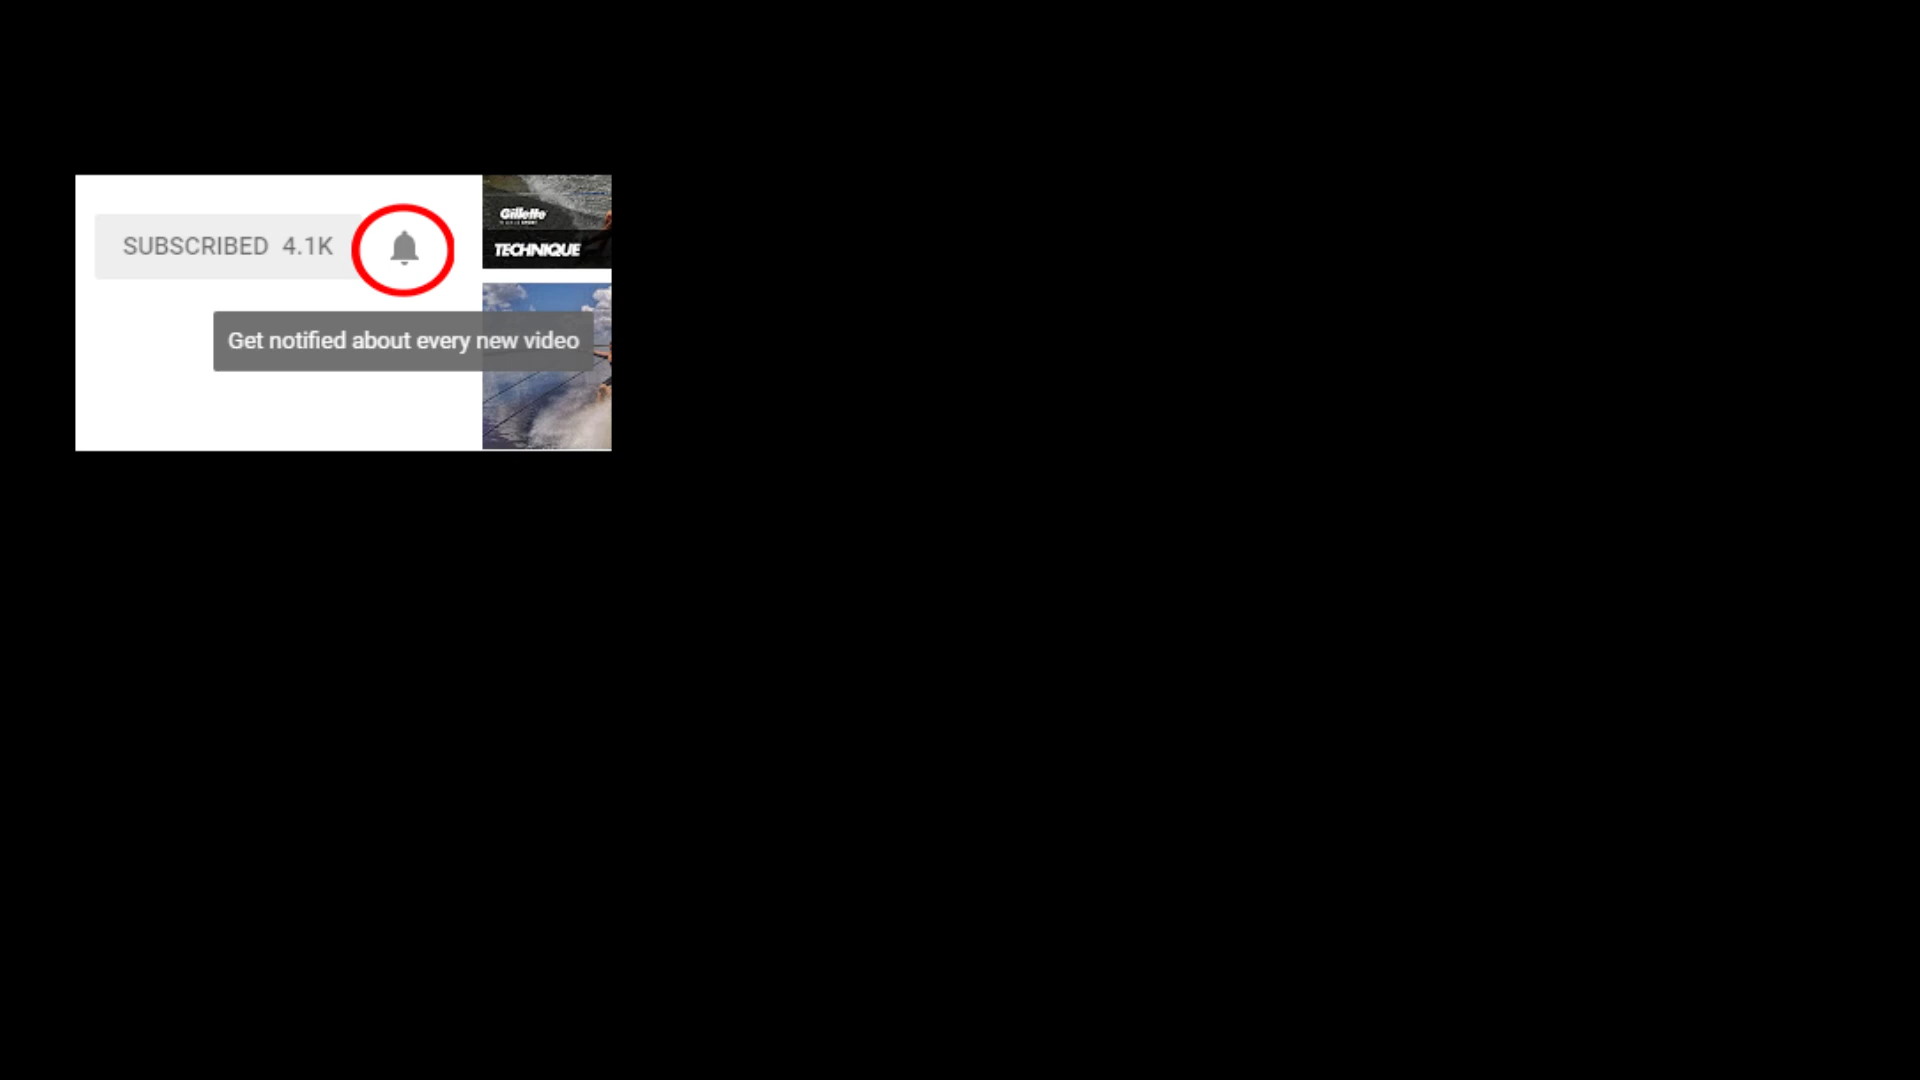 SUBSCRIBED 4.1K
Gillette
TECHNIQUE
Get notified about every new video